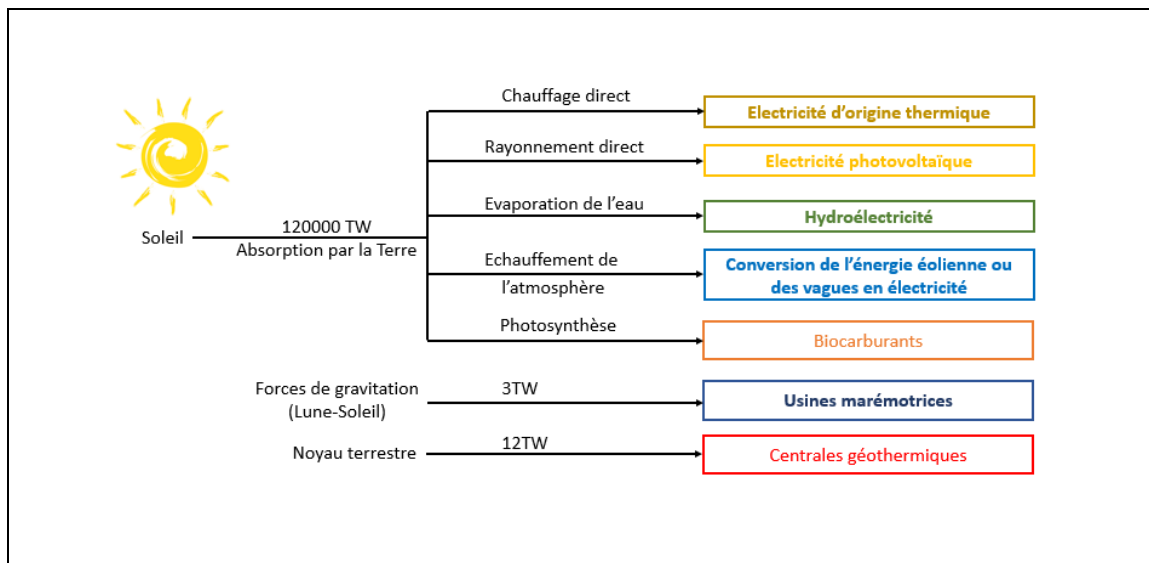 Chauffage direct
Electricité d'origine thermique
Rayonnement direct
Electricité photovoltaïque
Evaporation de l'eau
Hydroélectricité
Soleil
120000 TW
Absorption par la Terre
Echauffement de
l'atmosphère
Conversion de l'énergie éolienne ou
des vagues en électricité
Photosynthèse
Biocarburants
Forces de gravitation
(Lune-Soleil)
3TW
Usines marémotrices
Noyau terrestre
12TW
Centrales géothermiques